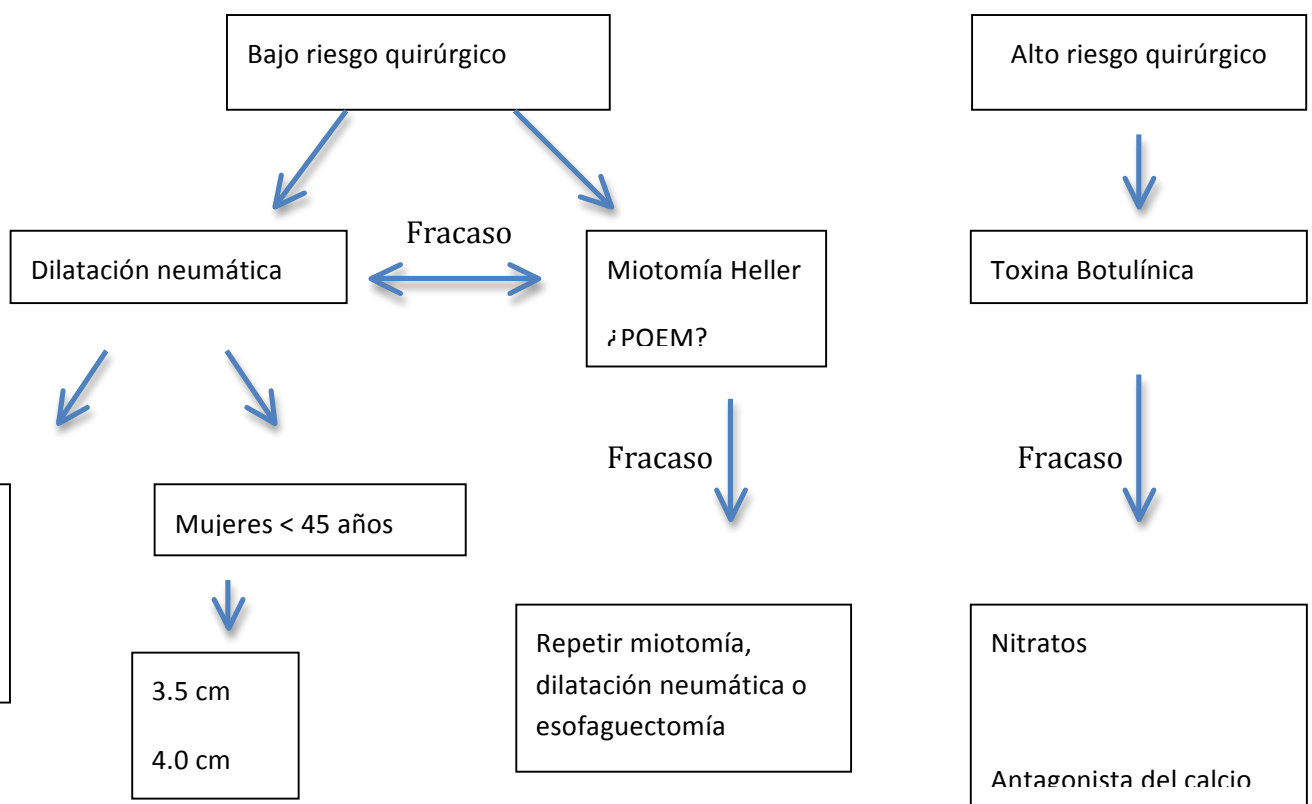 Bajo riesgo quirúrgico
Alto riesgo quirúrgico
Fracaso
Dilatación neumática
Miotomía Heller
¿POEM?
Toxina Botulínica
Fracaso
Fracaso
Mujeres < 45 años
3.5 cm
4.0 cm
Repetir miotomía,
dilatación neumática o
esofaguectomía
Nitratos
Antagonista del calcio